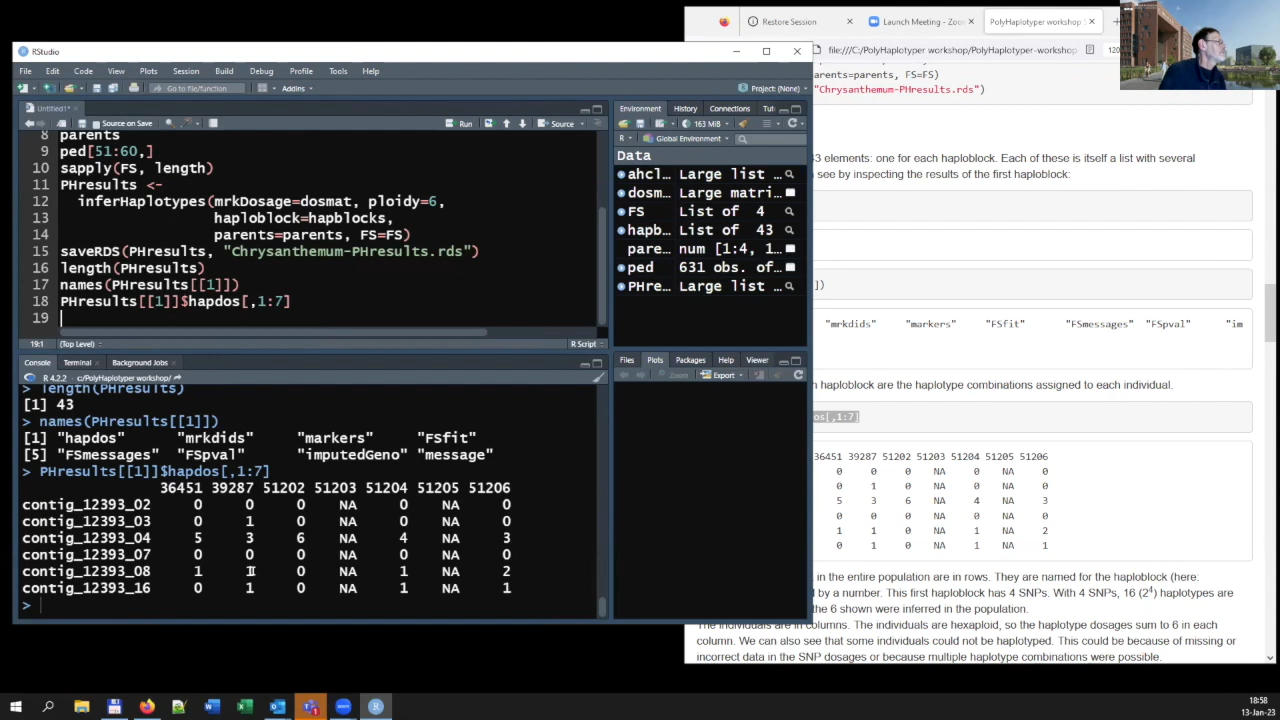 Restore Session
Launch Meeting - Zoo
PolyHaplotyper workshop
file:///C:/PolyHaplotyper workshop/PolyHaplotyper-workshop
120
RStudio
File Edit Code View Plots Session Build Debug Profile Tools Help
Go to file/function
Addins
Project: (None)
Untitled1*
Source on Save
Run
Source
8 parents
9 ped[51:60,]
10 sapply(FS, length)
11 PHresults <-
12 inferHaplotypes(mrkDosage=dosmat, ploidy=6,
13 haploblock=hapblocks,
14 parents=parents, FS=FS)
15 saveRDS(PHresults, "Chrysanthemum-PHresults.rds")
16 length(PHresults)
17 names(PHresults[[1]])
18 PHresults[[1]]$hapdos[,1:7]
19
19:1 (Top Level) R Script
Environment History Connections Tut
163 MiB
R Global Environment
Data
ahcl... Large list ...
dosm... Large matri...
FS List of 4
hapb... List of 43
pare... num [1:4, 1...
ped 631 obs. of...
PHre... Large list ...
Console Terminal Background Jobs
R 4.2.2 · c:/PolyHaplotyper workshop/
> length(PHresults)
[1] 43
> names(PHresults[[1]])
[1] "hapdos" "mrkdids" "markers" "FSfit"
[5] "FSmessages" "FSpval" "imputedGeno" "message"
> PHresults[[1]]$hapdos[,1:7]
36451 39287 51202 51203 51204 51205 51206
contig_12393_02 0 0 0 NA 0 NA 0
contig_12393_03 0 1 0 NA 0 NA 0
contig_12393_04 5 3 6 NA 4 NA 3
contig_12393_07 0 0 0 NA 0 NA 0
contig_12393_08 1 1 0 NA 1 NA 2
contig_12393_16 0 1 0 NA 1 NA 1
>
Files Plots Packages Help Viewer
Zoom Export
arents=parents, FS=FS)
"Chrysanthemum-PHresults.rds")
3 elements: one for each haploblock. Each of these is itself a list with several
see by inspecting the results of the first haploblock:
])
"mrkdids" "markers" "FSfit" "FSmessages" "FSpval" "im
h haploblock are the haplotype combinations assigned to each individual.
os[,1:7]
36451 39287 51202 51203 51204 51205 51206
0 0 0 NA 0 NA 0
0 1 0 NA 0 NA 0
5 3 6 NA 4 NA 3
0 0 0 NA 0 NA 0
1 1 0 NA 1 NA 2
0 1 0 NA 1 NA 1
in the entire population are in rows. They are named for the haploblock (here:
d by a number. This first haploblock has 4 SNPs. With 4 SNPs, 16 (2^4) haplotypes are
the 6 shown were inferred in the population.
The individuals are in columns. The individuals are hexaploid, so the haplotype dosages sum to 6 in each
column. We can also see that some individuals could not be haplotyped. This could be because of missing or
incorrect data in the SNP dosages or because multiple haplotype combinations were possible.
18:58
13-Jan-23